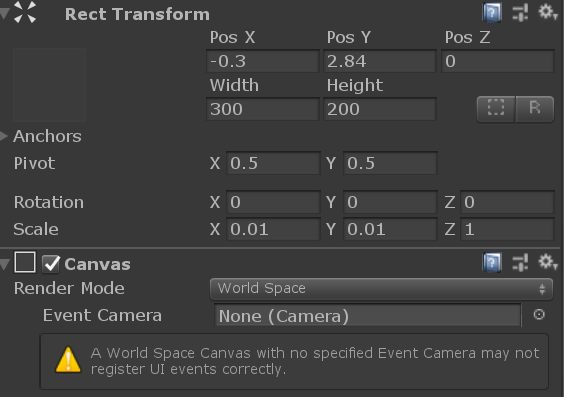 Rect Transform
Pos X Pos Y Pos Z
-0.3 2.84 0
Width Height
300 200
R
Anchors
Pivot X 0.5 Y 0.5
Rotation X 0 Y 0 Z 0
Scale X 0.01 Y 0.01 Z 1
Canvas
Render Mode World Space
Event Camera None (Camera)
A World Space Canvas with no specified Event Camera may not
register UI events correctly.